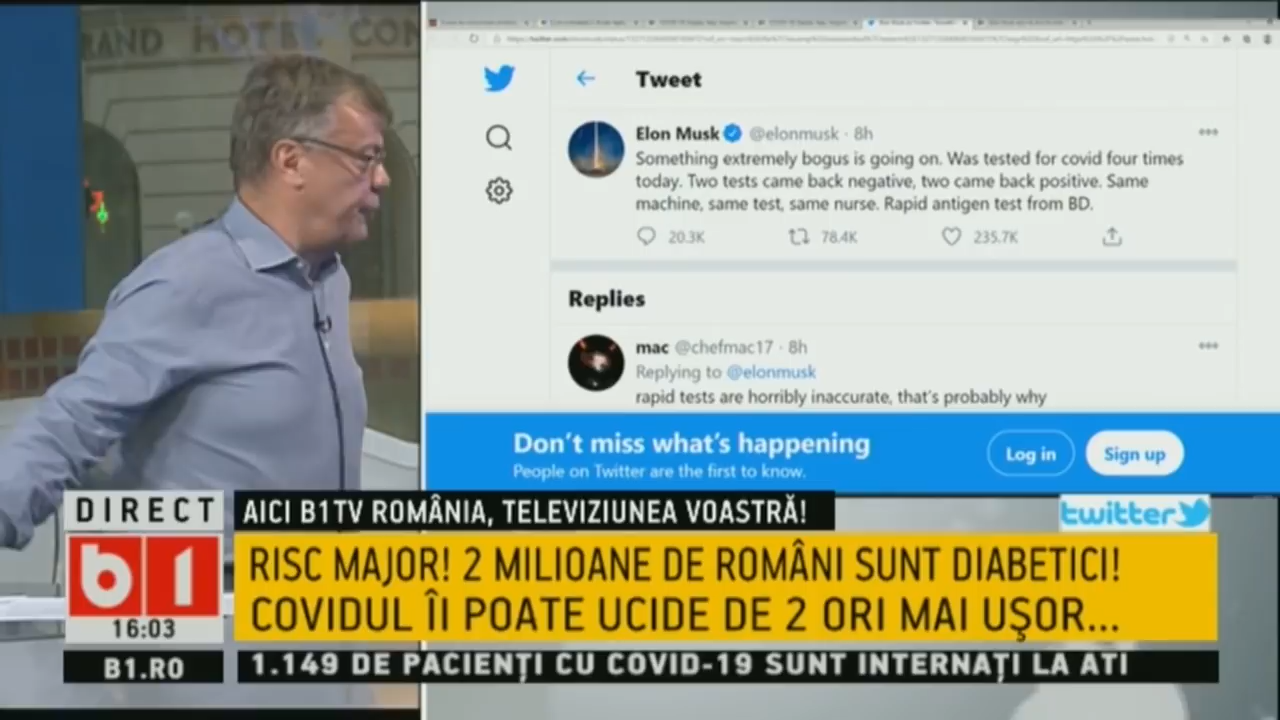 GRAND HOTEL CON
Tweet
Elon Musk @elonmusk · 8h
Something extremely bogus is going on. Was tested for covid four times
today. Two tests came back negative, two came back positive. Same
machine, same test, same nurse. Rapid antigen test from BD.
20.3K 78.4K 235.7K
Replies
mac @chefmac17 · 8h
Replying to @elonmusk
rapid tests are horribly inaccurate, that's probably why
Don't miss what's happening
People on Twitter are the first to know.
Log in Sign up
DIRECT
AICI B1TV ROMÂNIA, TELEVIZIUNEA VOASTRĂ!
twitter
b1
RISC MAJOR! 2 MILIOANE DE ROMÂNI SUNT DIABETICI!
COVIDUL ÎI POATE UCIDE DE 2 ORI MAI UŞOR...
16:03
B1.RO
1.149 DE PACIENȚI CU COVID-19 SUNT INTERNAȚI LA ATI